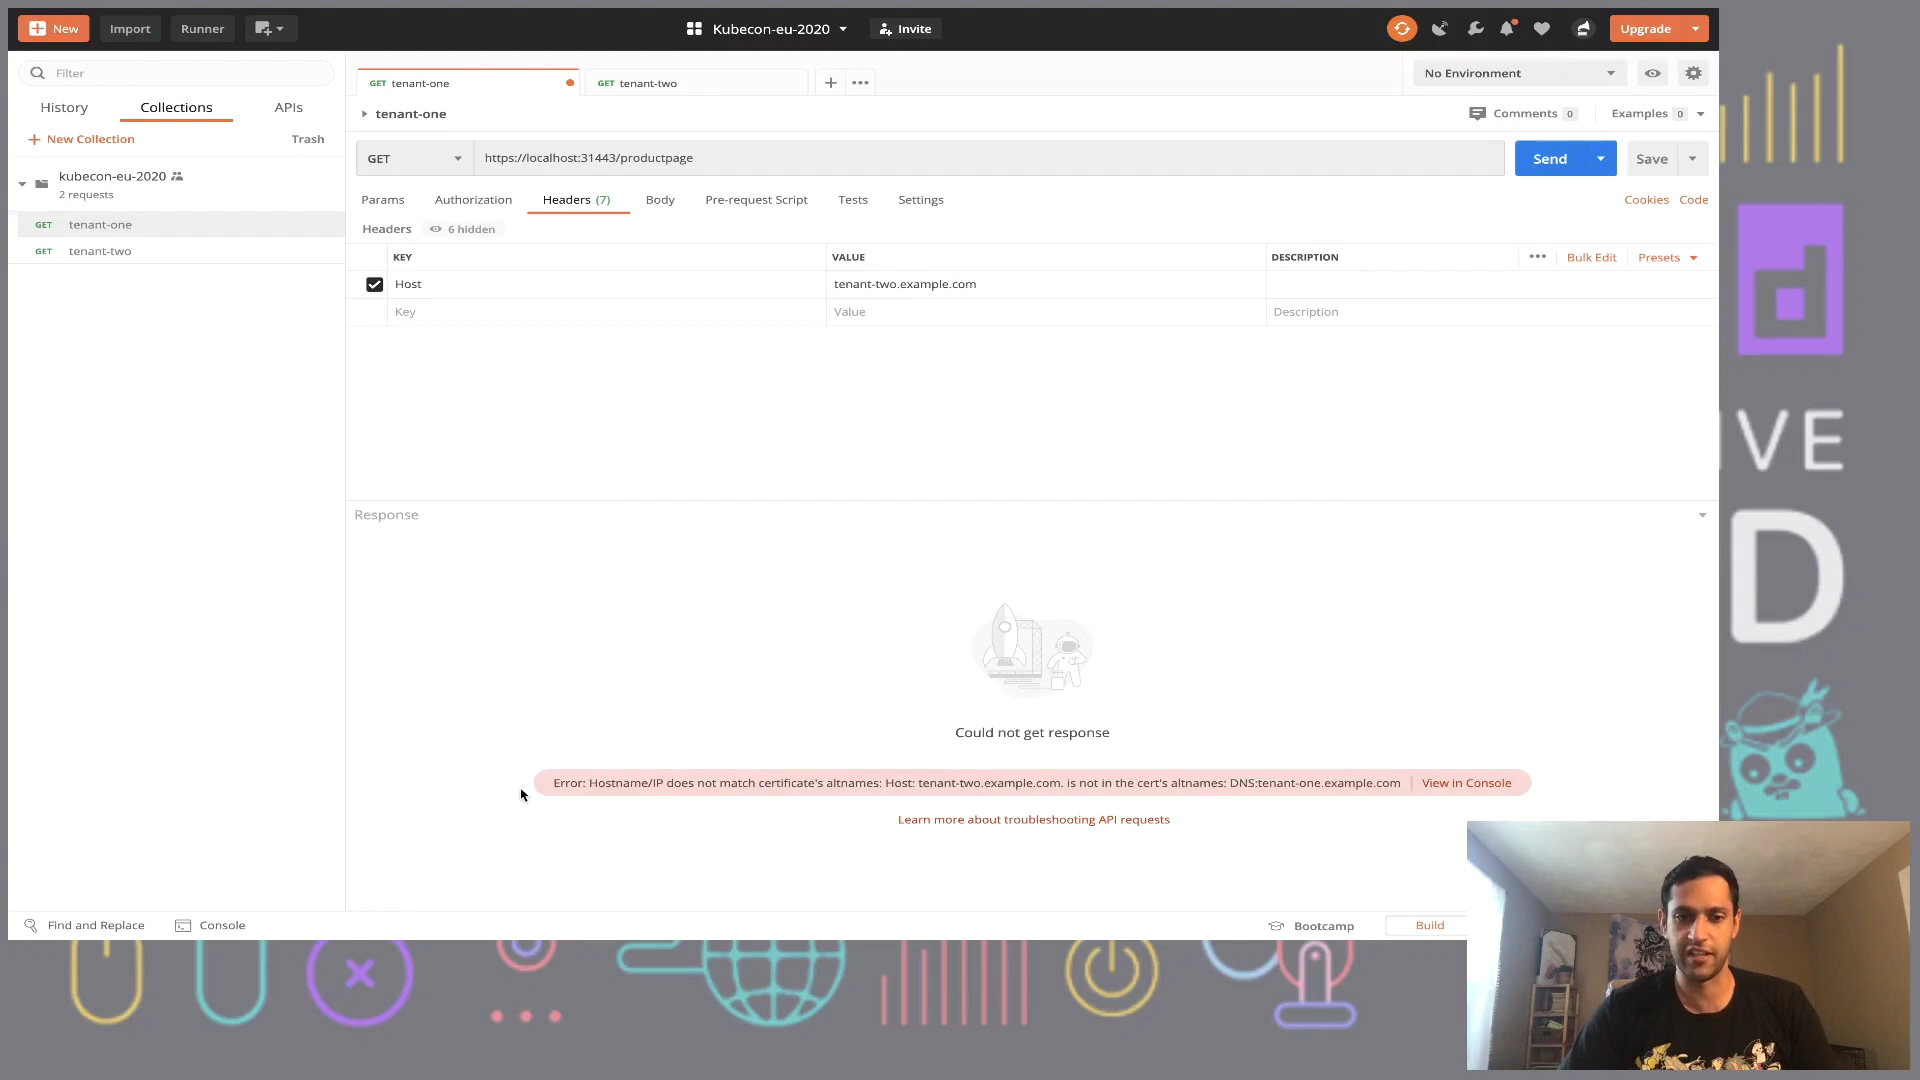 New
Import
Runner
Kubecon-eu-2020
Invite
Upgrade
Filter
History
Collections
APIs
New Collection
Trash
kubecon-eu-2020
2 requests
GET tenant-one
GET tenant-two
GET tenant-one
GET tenant-two
No Environment
tenant-one
Comments 0
Examples 0
GET
https://localhost:31443/productpage
Send
Save
Params
Authorization
Headers (7)
Body
Pre-request Script
Tests
Settings
Cookies
Code
Headers
6 hidden
KEY
VALUE
DESCRIPTION
Bulk Edit
Presets
Host
tenant-two.example.com
Key
Value
Description
Response
Could not get response
Error: Hostname/IP does not match certificate's altnames: Host: tenant-two.example.com. is not in the cert's altnames: DNS:tenant-one.example.com
View in Console
Learn more about troubleshooting API requests
Find and Replace
Console
Bootcamp
Build
IVE
D